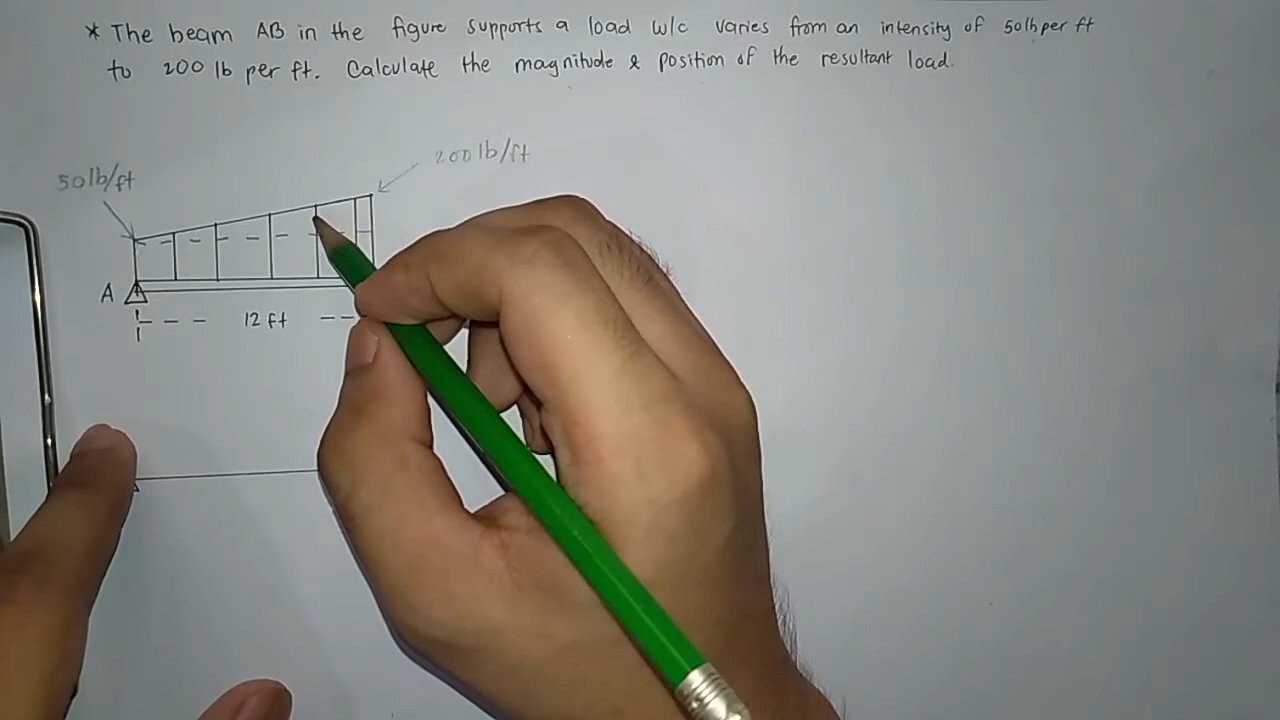 * The beam AB in the figure supports a load w/c varies from an intensity of 50lb per ft
to 200 lb per ft. Calculate the magnitude & position of the resultant load.
200 lb/ft
50 lb/ft
A
12 ft